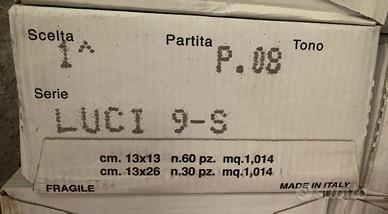 Scelta Partita Tono
1^ P.08
Serie
LUCI 9-S
cm. 13x13 n.60 pz. mq.1,014
cm. 13x26 n.30 pz. mq.1,014
FRAGILE MADE IN ITALY